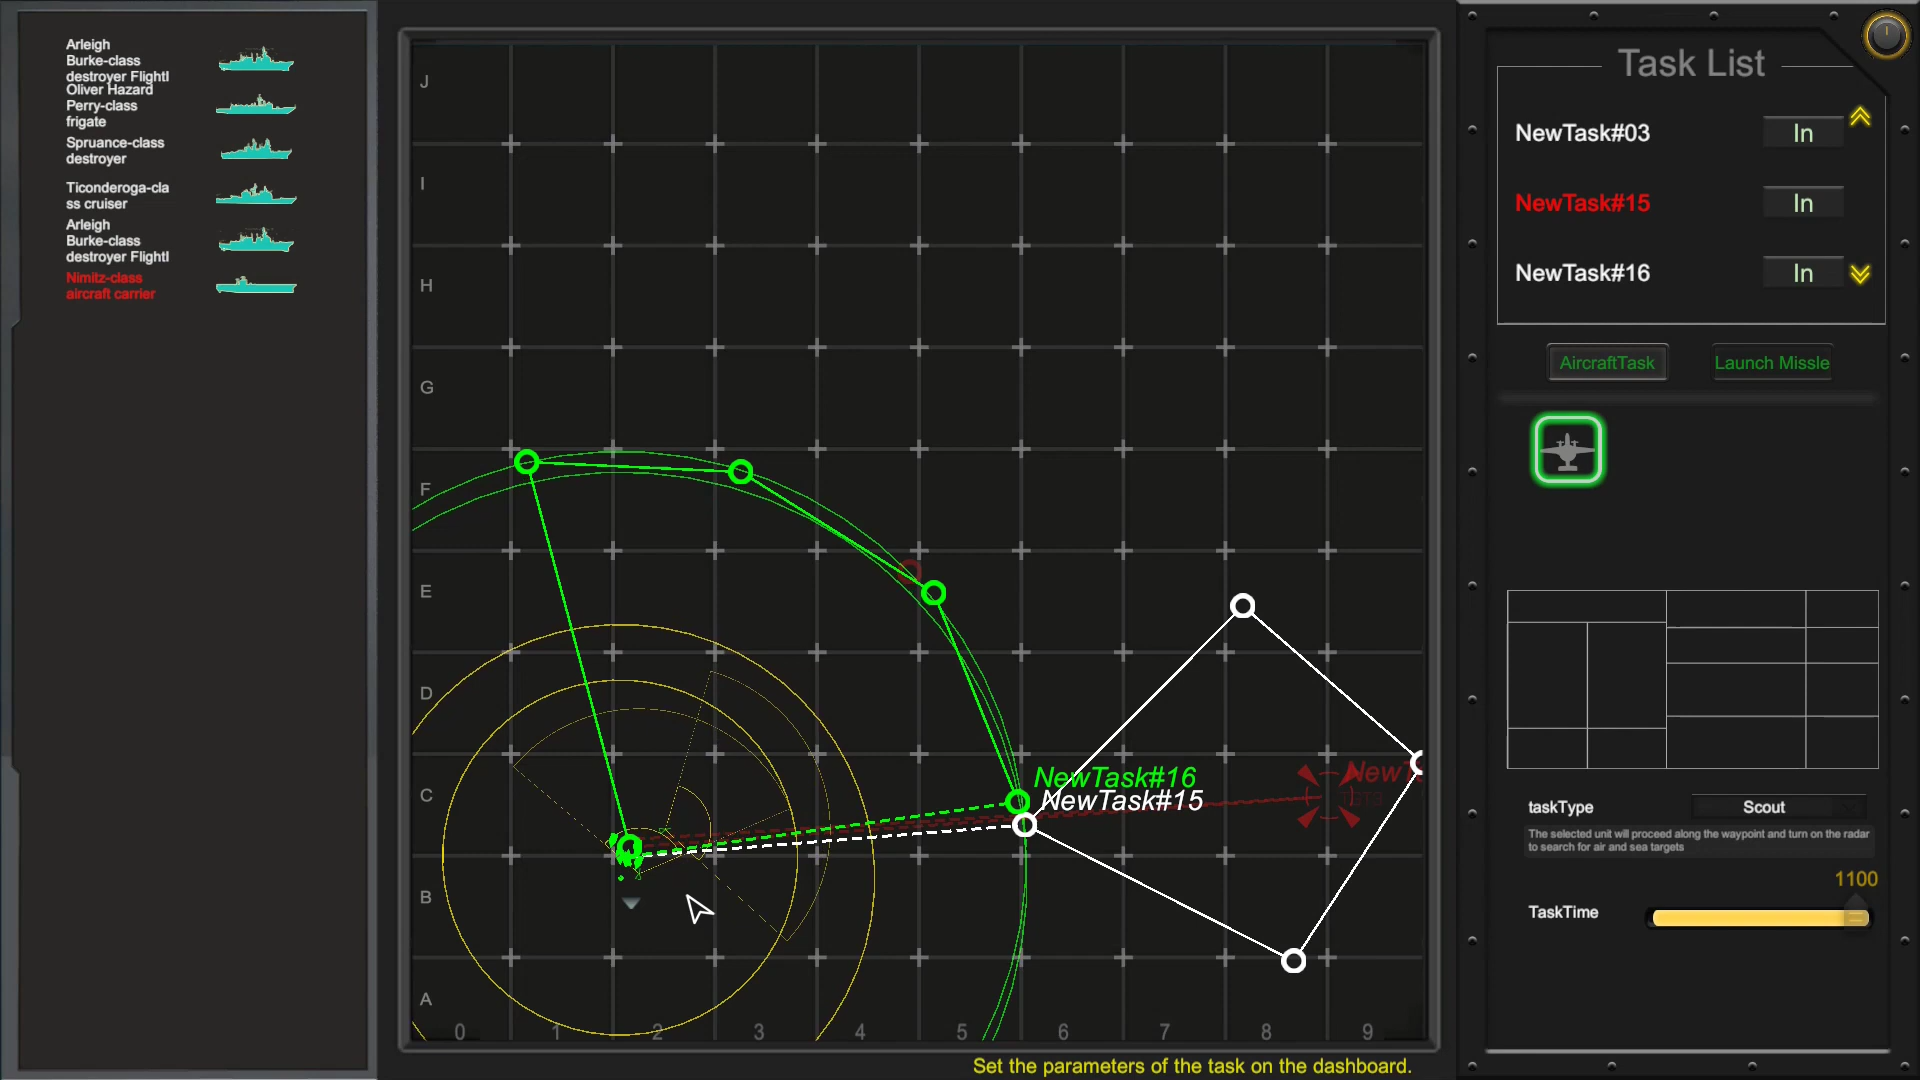 Arleigh
Burke-class
destroyer FlightI
Oliver Hazard
Perry-class
frigate
Spruance-class
destroyer
Ticonderoga-cla
ss cruiser
Arleigh
Burke-class
destroyer FlightI
Nimitz-class
aircraft carrier
J
I
H
G
F
E
D
C
B
A
0 1 2 3 4 5 6 7 8 9
NewTask#16
NewTask#15
Set the parameters of the task on the dashboard.
Task List
NewTask#03 In
NewTask#15 In
NewTask#16 In
AircraftTask Launch Missle
taskType Scout
The selected unit will proceed along the waypoint and turn on the radar
to search for air and sea targets
1100
TaskTime